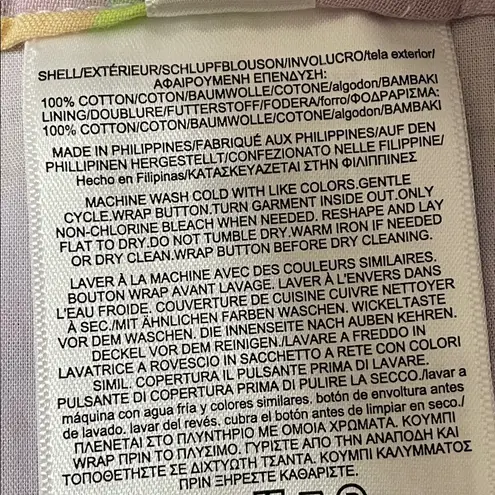 SHELL/EXTÉRIEUR/SCHLUPFBLOUSON/INVOLUCRO/tela exterior/
ΑΦΑΙΡΟΥΜΕΝΗ ΕΠΕΝΔΥΣΗ:
100% COTTON/COTON/BAUMWOLLE/COTONE/algodon/ΒΑΜΒΑΚΙ
LINING/DOUBLURE/FUTTERSTOFF/FODERA/forro/ΦΟΔΡΑΡΙΣΜΑ:
100% COTTON/COTON/BAUMWOLLE/COTONE/algodon/ΒΑΜΒΑΚΙ
MADE IN PHILIPPINES/FABRIQUÉ AUX PHILIPPINES/AUF DEN
PHILLIPINEN HERGESTELLT/CONFEZIONATO NELLE FILIPPINE/
Hecho en Filipinas/ΚΑΤΑΣΚΕΥΑΖΕΤΑΙ ΣΤΗΝ ΦΙΛΙΠΠΙΝΕΣ
MACHINE WASH COLD WITH LIKE COLORS.GENTLE
CYCLE.WRAP BUTTON.TURN GARMENT INSIDE OUT.ONLY
NON-CHLORINE BLEACH WHEN NEEDED. RESHAPE AND LAY
FLAT TO DRY.DO NOT TUMBLE DRY.WARM IRON IF NEEDED
OR DRY CLEAN.WRAP BUTTON BEFORE DRY CLEANING.
LAVER À LA MACHINE AVEC DES COULEURS SIMILAIRES.
BOUTON WRAP AVANT LAVAGE. LAVER À L'ENVERS DANS
L'EAU FROIDE. COUVERTURE DE CUISINE CUIVRE NETTOYER
À SEC./MIT ÄHNLICHEN FARBEN WASCHEN. WICKELTASTE
VOR DEM WASCHEN. DIE INNENSEITE NACH AUBEN KEHREN.
DECKEL VOR DEM REINIGEN./LAVARE A FREDDO IN
LAVATRICE A ROVESCIO IN SACCHETTO A RETE CON COLORI
SIMIL. COPERTURA IL PULSANTE PRIMA DI LAVARE.
PULSANTE DI COPERTURA PRIMA DI PULIRE LA SECCO./lavar a
máquina con agua fria y colores similares. botón de envoltura antes
de lavado. lavar del revés. cubra el botón antes de limpiar en seco./
ΠΛΕΝΕΤΑΙ ΣΤΟ ΠΛΥΝΤΗΡΙΟ ΜΕ ΟΜΟΙΑ ΧΡΩΜΑΤΑ. ΚΟΥΜΠΙ
WRAP ΠΡΙΝ ΤΟ ΠΛΥΣΙΜΟ. ΓΥΡΙΣΤΕ ΑΠΟ ΤΗΝ ΑΝΑΠΟΔΗ ΚΑΙ
ΤΟΠΟΘΕΤΗΣΤΕ ΣΕ ΔΙΧΤΥΩΤΗ ΤΣΑΝΤΑ. ΚΟΥΜΠΙ ΚΑΛΥΜΜΑΤΟΣ
ΠΡΙΝ ΞΗΡΕΣΤΕ ΚΑΘΑΡΙΣΤΕ.